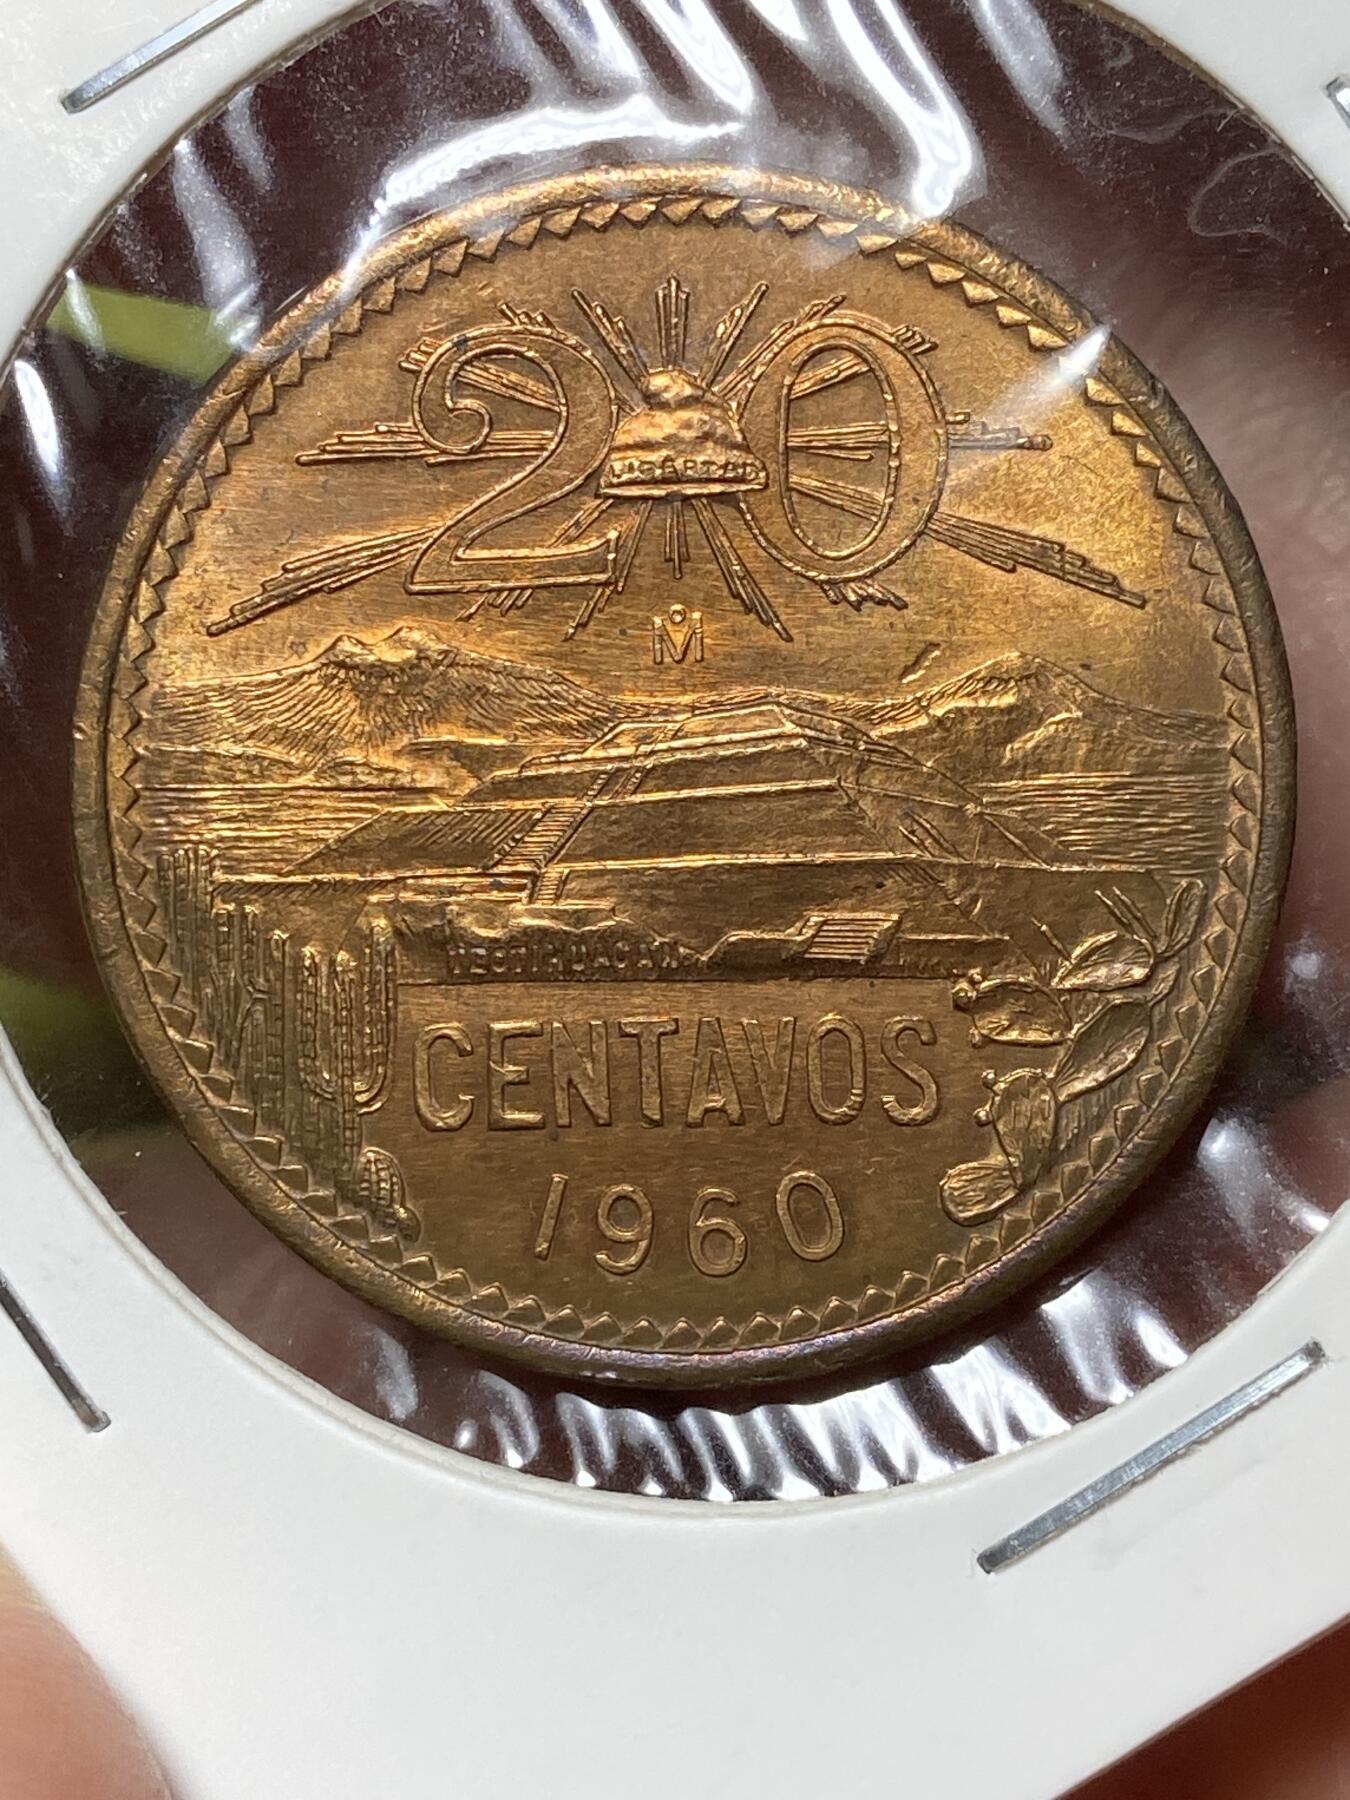 20
LIBERTAD
M̊
TEOTIHUACAN
CENTAVOS
1960